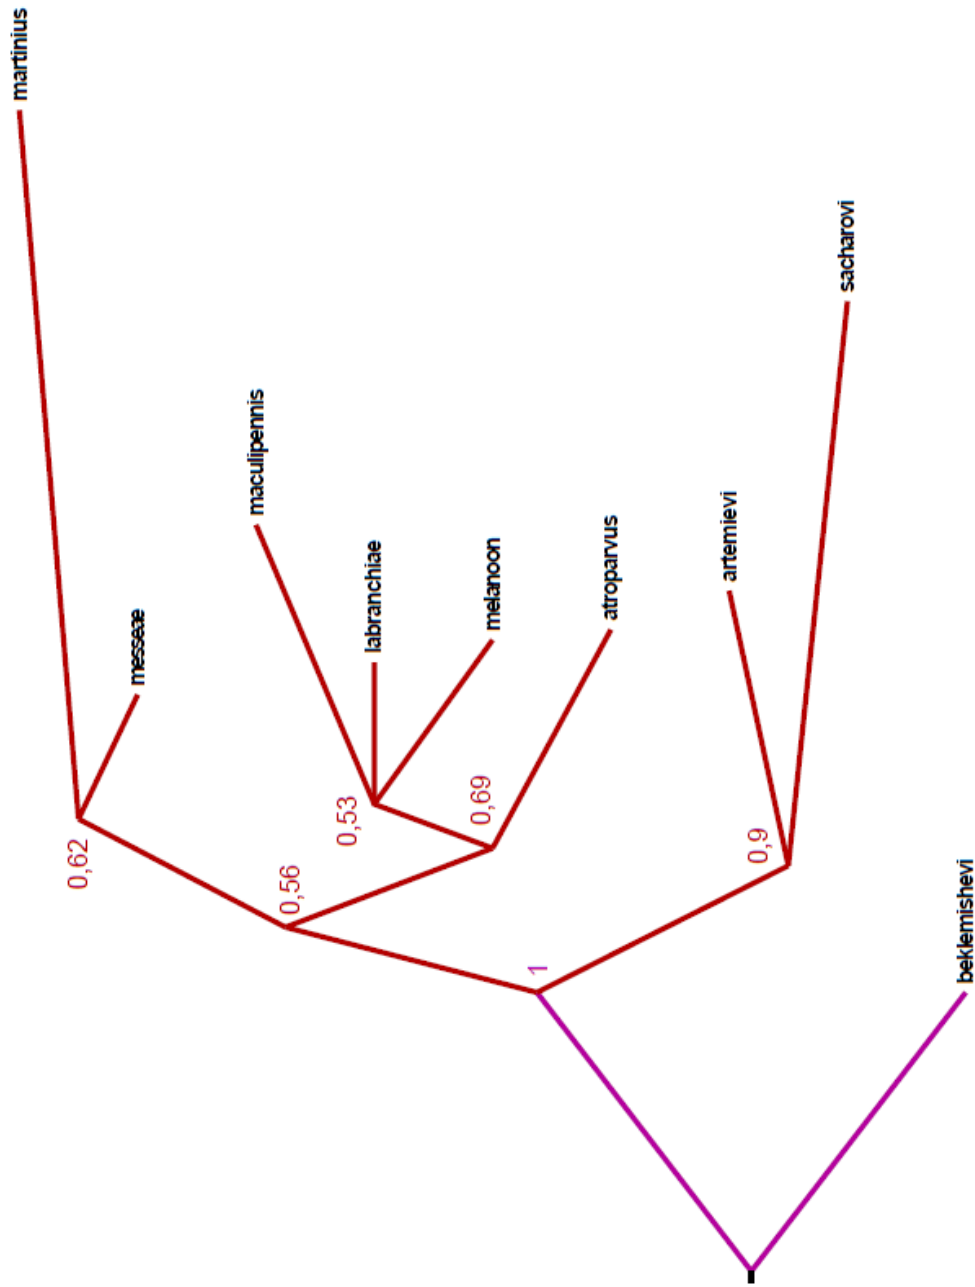 martinius
messeae
0,62
maculipennis
labranchiae
melanoon
0,53
0,69
atroparvus
0,56
artemievi
sacharovi
0,9
1
beklemishevi